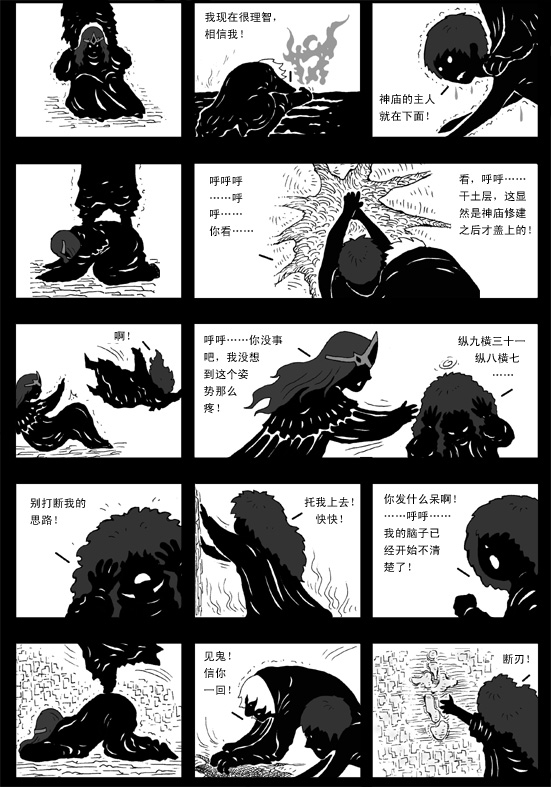 我现在很理智，
相信我！
神庙的主人
就在下面！
呼呼呼
……呼
呼……
你看……
看，呼呼……
干土层，这显
然是神庙修建
之后才盖上的！
啊！
呼呼……你没事
吧，我没想
到这个姿
势那么
疼！
纵九横三十一
纵八横七
……
别打断我的
思路！
托我上去！
快快！
你发什么呆啊！
……呼呼……
我的脑子已
经开始不清
楚了！
见鬼！
信你
一回！
断刃！